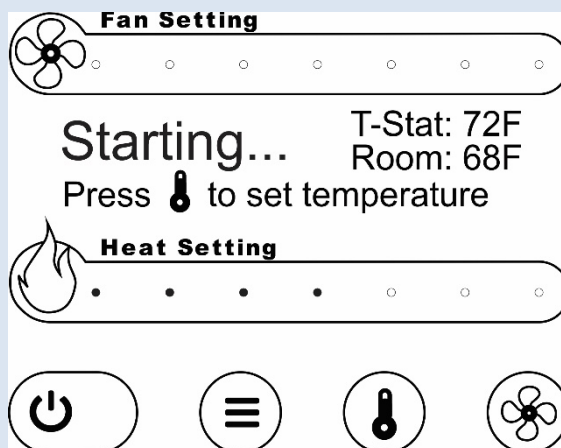 Fan Setting
Starting...
T-Stat: 72F
Room: 68F
Press to set temperature
Heat Setting